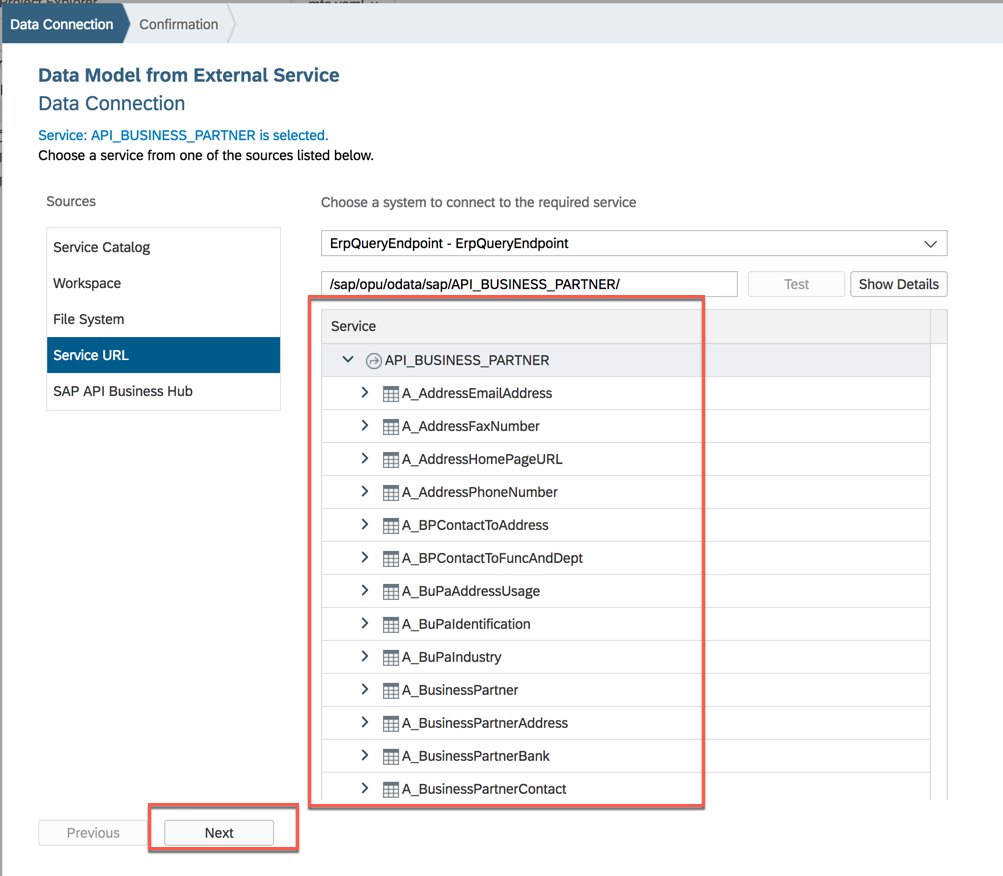 Data Connection
Confirmation
Data Model from External Service
Data Connection
Service: API_BUSINESS_PARTNER is selected.
Choose a service from one of the sources listed below.
Sources
Service Catalog
Workspace
File System
Service URL
SAP API Business Hub
Choose a system to connect to the required service
ErpQueryEndpoint - ErpQueryEndpoint
/sap/opu/odata/sap/API_BUSINESS_PARTNER/
Test
Show Details
Service
API_BUSINESS_PARTNER
A_AddressEmailAddress
A_AddressFaxNumber
A_AddressHomePageURL
A_AddressPhoneNumber
A_BPContactToAddress
A_BPContactToFuncAndDept
A_BuPaAddressUsage
A_BuPaIdentification
A_BuPaIndustry
A_BusinessPartner
A_BusinessPartnerAddress
A_BusinessPartnerBank
A_BusinessPartnerContact
Previous
Next